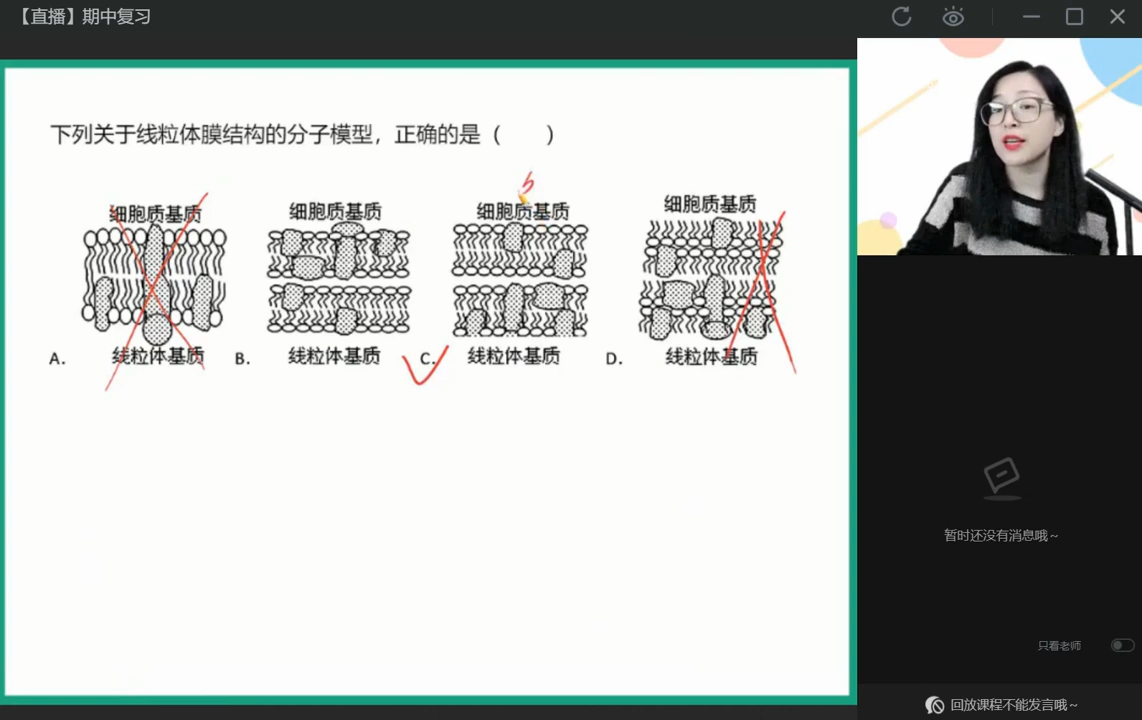 【直播】期中复习
下列关于线粒体膜结构的分子模型，正确的是（ ）
细胞质基质
细胞质基质
细胞质基质
细胞质基质
A.
线粒体基质
B.
线粒体基质
C.
线粒体基质
D.
线粒体基质
暂时还没有消息哦～
只看老师
回放课程不能发言哦～